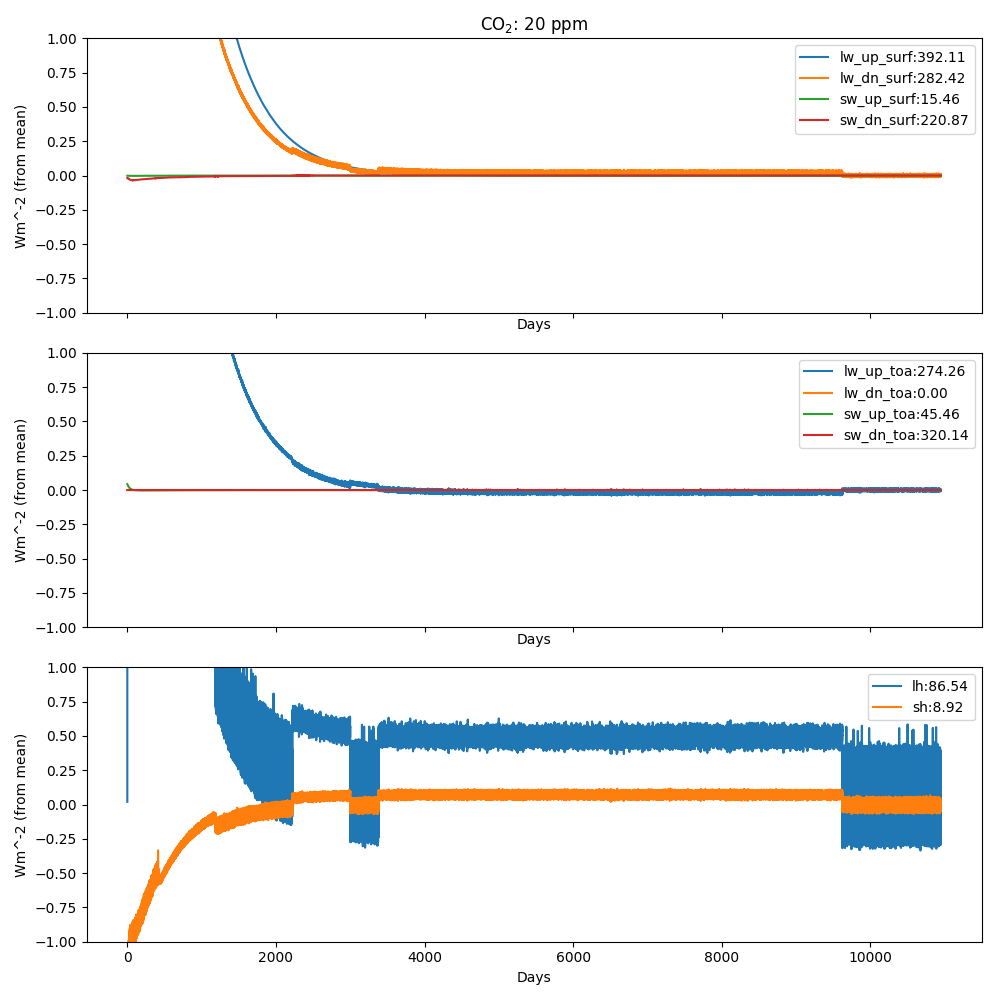 CO₂: 20 ppm
1.00
0.75
0.50
0.25
0.00
−0.25
−0.50
−0.75
−1.00
Wm^-2 (from mean)
lw_up_surf:392.11
lw_dn_surf:282.42
sw_up_surf:15.46
sw_dn_surf:220.87
Days
1.00
0.75
0.50
0.25
0.00
−0.25
−0.50
−0.75
−1.00
Wm^-2 (from mean)
lw_up_toa:274.26
lw_dn_toa:0.00
sw_up_toa:45.46
sw_dn_toa:320.14
Days
1.00
0.75
0.50
0.25
0.00
−0.25
−0.50
−0.75
−1.00
Wm^-2 (from mean)
lh:86.54
sh:8.92
0 2000 4000 6000 8000 10000
Days